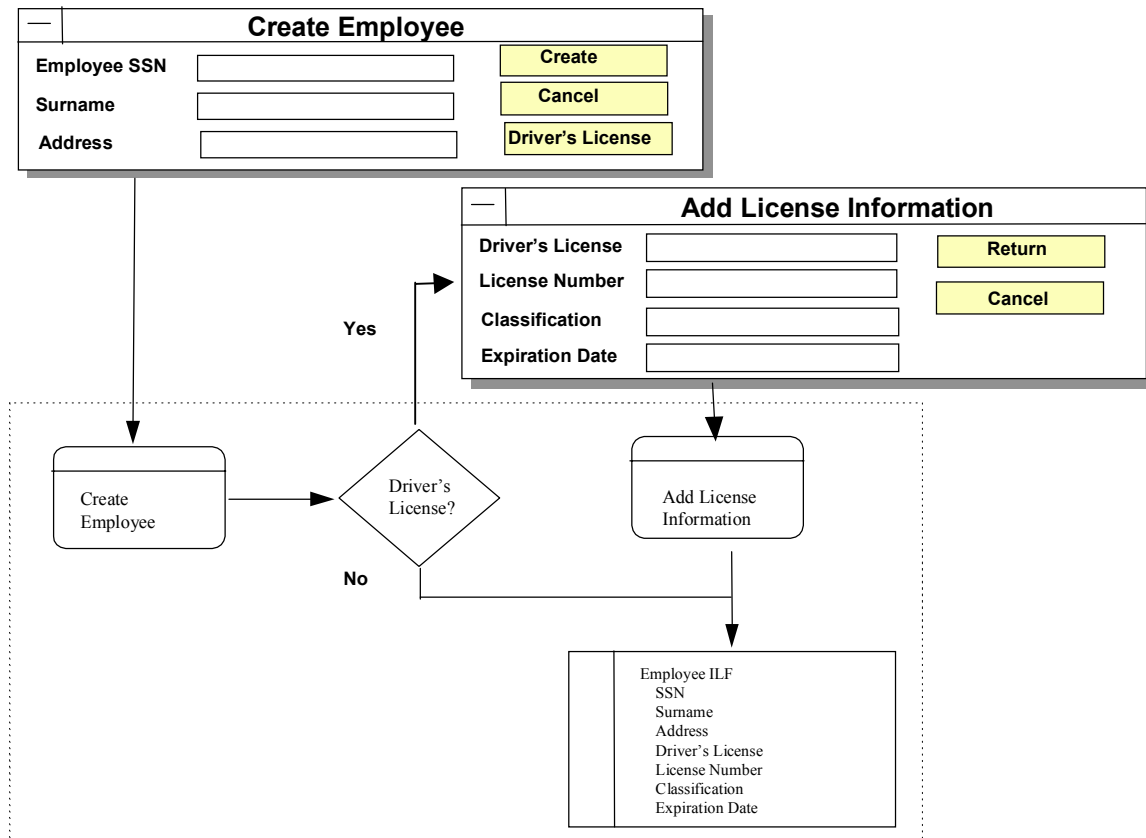 Create Employee
Employee SSN
Create
Surname
Cancel
Address
Driver's License
Add License Information
Driver's License
Return
License Number
Cancel
Classification
Expiration Date
Yes
Create
Employee
Driver's
License?
Add License
Information
No
Employee ILF
SSN
Surname
Address
Driver's License
License Number
Classification
Expiration Date